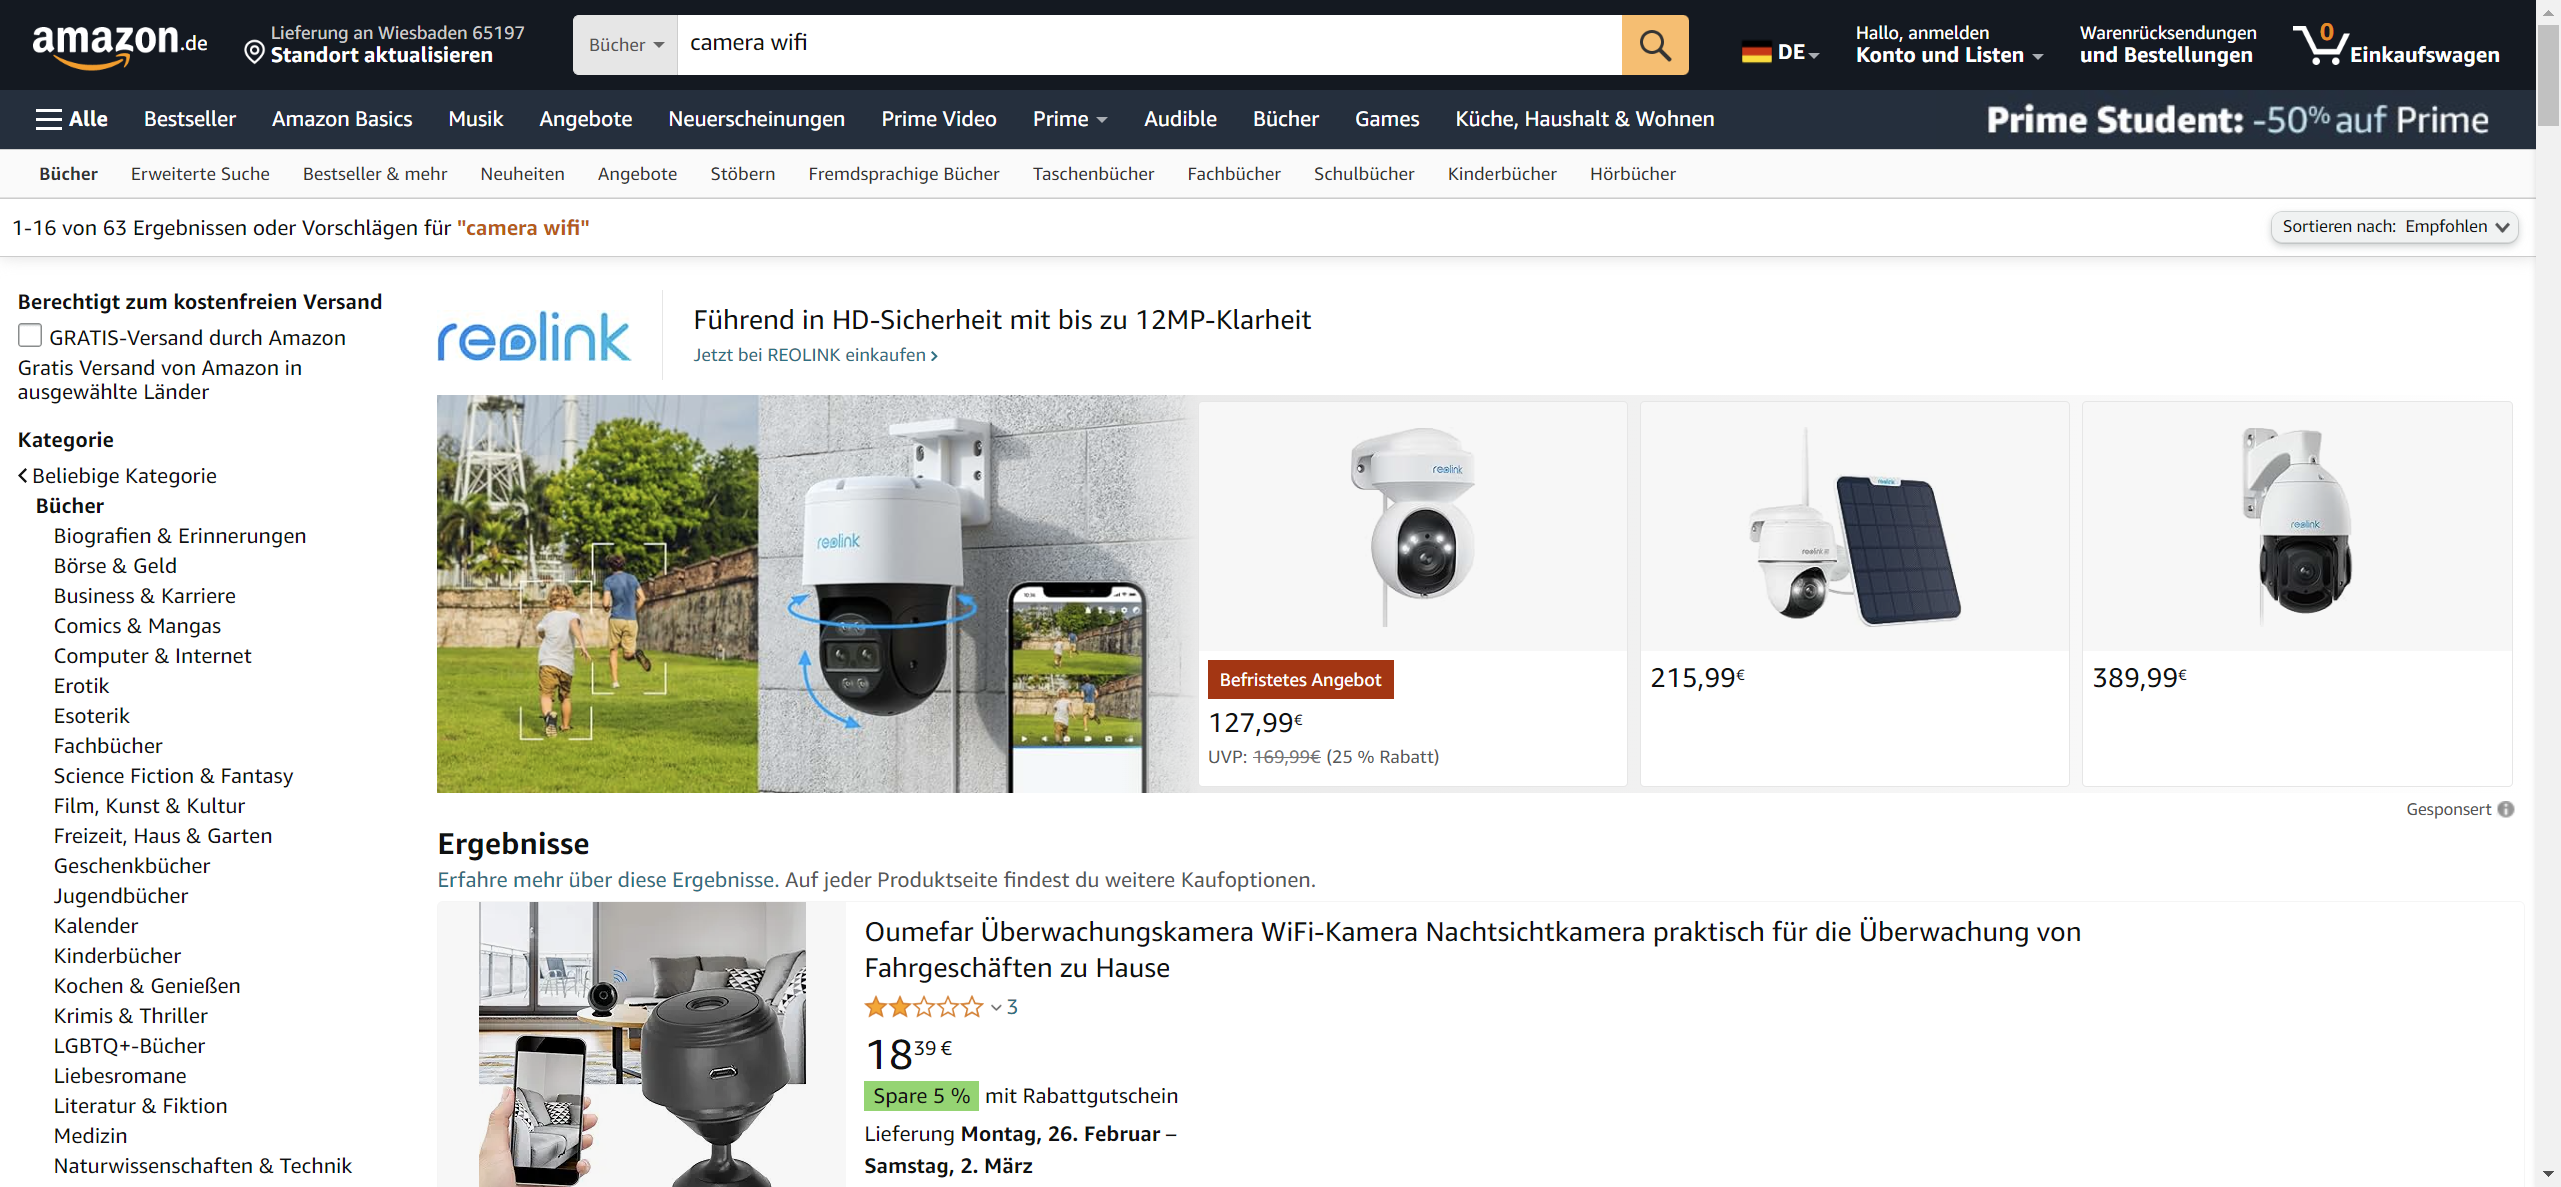 amazon.de
Lieferung an Wiesbaden 65197
Standort aktualisieren
Bücher
camera wifi
DE
Hallo, anmelden
Konto und Listen
Warenrücksendungen
und Bestellungen
0
Einkaufswagen
Alle
Bestseller
Amazon Basics
Musik
Angebote
Neuerscheinungen
Prime Video
Prime
Audible
Bücher
Games
Küche, Haushalt & Wohnen
Prime Student: -50% auf Prime
Bücher
Erweiterte Suche
Bestseller & mehr
Neuheiten
Angebote
Stöbern
Fremdsprachige Bücher
Taschenbücher
Fachbücher
Schulbücher
Kinderbücher
Hörbücher
1-16 von 63 Ergebnissen oder Vorschlägen für "camera wifi"
Sortieren nach: Empfohlen
Berechtigt zum kostenfreien Versand
GRATIS-Versand durch Amazon
Gratis Versand von Amazon in
ausgewählte Länder
Kategorie
Beliebige Kategorie
Bücher
Biografien & Erinnerungen
Börse & Geld
Business & Karriere
Comics & Mangas
Computer & Internet
Erotik
Esoterik
Fachbücher
Science Fiction & Fantasy
Film, Kunst & Kultur
Freizeit, Haus & Garten
Geschenkbücher
Jugendbücher
Kalender
Kinderbücher
Kochen & Genießen
Krimis & Thriller
LGBTQ+-Bücher
Liebesromane
Literatur & Fiktion
Medizin
Naturwissenschaften & Technik
reolink
Führend in HD-Sicherheit mit bis zu 12MP-Klarheit
Jetzt bei REOLINK einkaufen
reolink
reolink
Befristetes Angebot
127,99€
UVP: 169,99€ (25 % Rabatt)
reolink
reolink
215,99€
reolink
389,99€
Gesponsert
Ergebnisse
Erfahre mehr über diese Ergebnisse. Auf jeder Produktseite findest du weitere Kaufoptionen.
Oumefar Überwachungskamera WiFi-Kamera Nachtsichtkamera praktisch für die Überwachung von
Fahrgeschäften zu Hause
3
18 39 €
Spare 5 % mit Rabattgutschein
Lieferung Montag, 26. Februar –
Samstag, 2. März